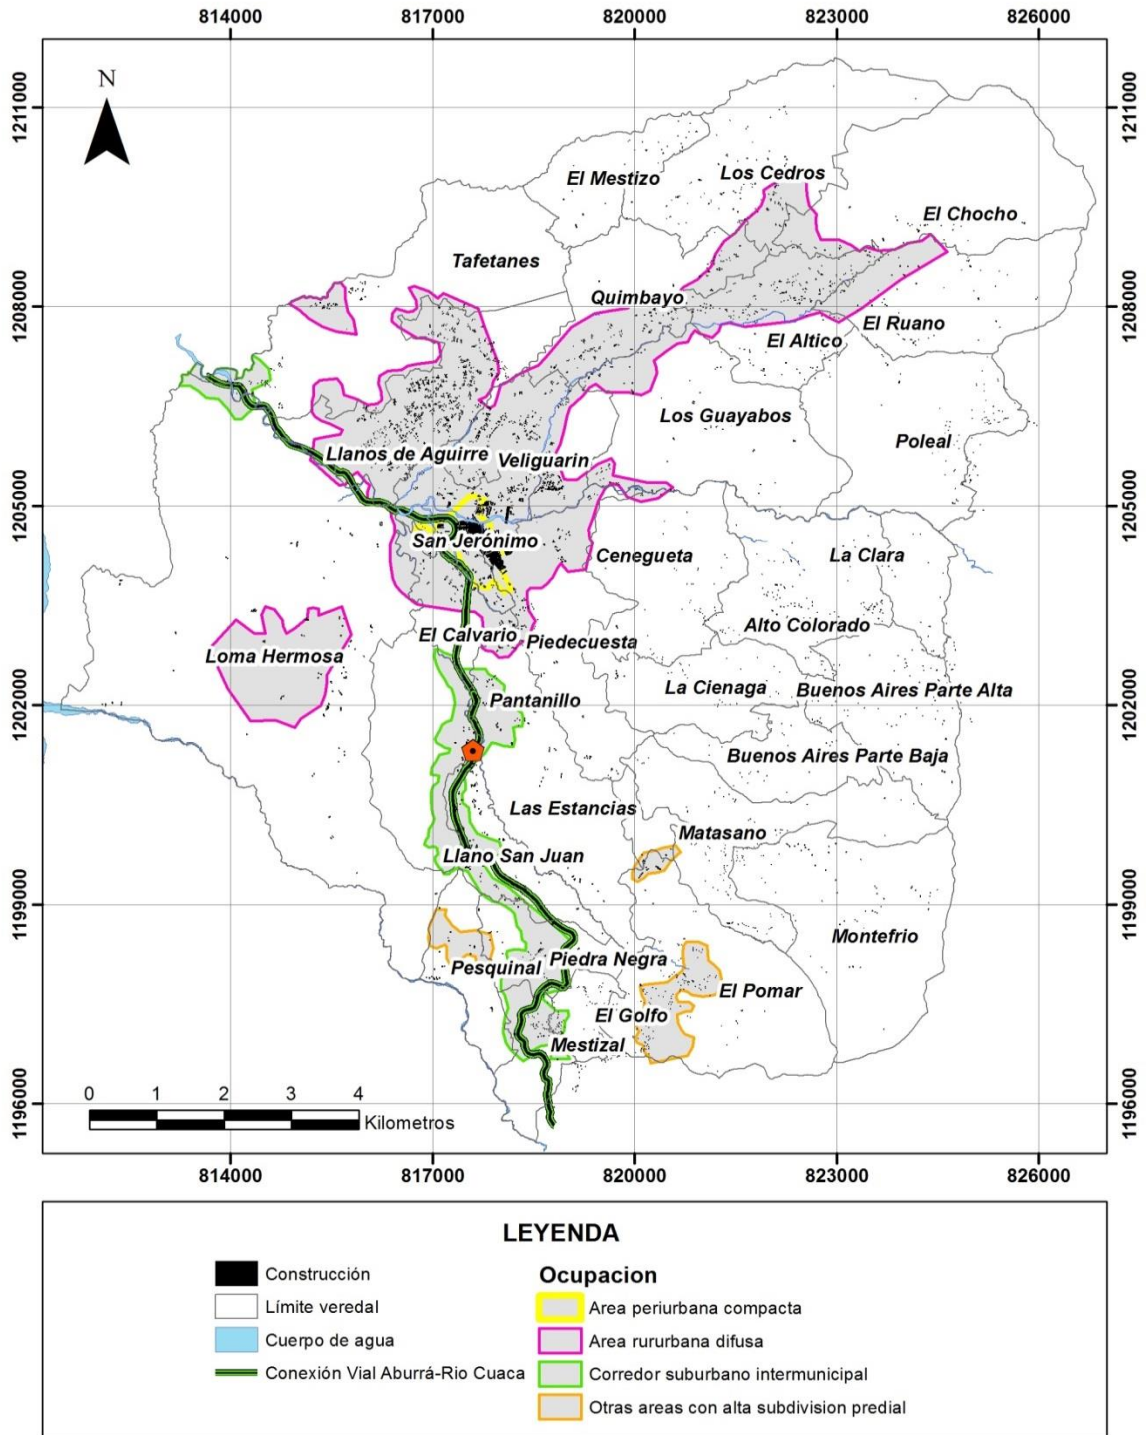 814000 817000 820000 823000 826000
1211000 1211000
N
El Mestizo Los Cedros
El Chocho
Tafetanes
Quimbayo
1208000 1208000
El Ruano
El Altico
Los Guayabos
Poleal
Llanos de Aguirre Veliguarin
1205000 1205000
San Jerónimo
Cenegueta La Clara
Alto Colorado
El Calvario Piedecuesta
Loma Hermosa
La Cienaga Buenos Aires Parte Alta
Pantanillo
1202000 1202000
Buenos Aires Parte Baja
Las Estancias
Matasano
Llano San Juan
1199000 1199000
Montefrio
Pesquinal Piedra Negra
El Pomar
El Golfo
Mestizal
0 1 2 3 4
Kilometros
1196000 1196000
814000 817000 820000 823000 826000
LEYENDA
Construcción
Límite veredal
Cuerpo de agua
Conexión Vial Aburrá-Rio Cuaca
Ocupacion
Area periurbana compacta
Area rururbana difusa
Corredor suburbano intermunicipal
Otras areas con alta subdivision predial